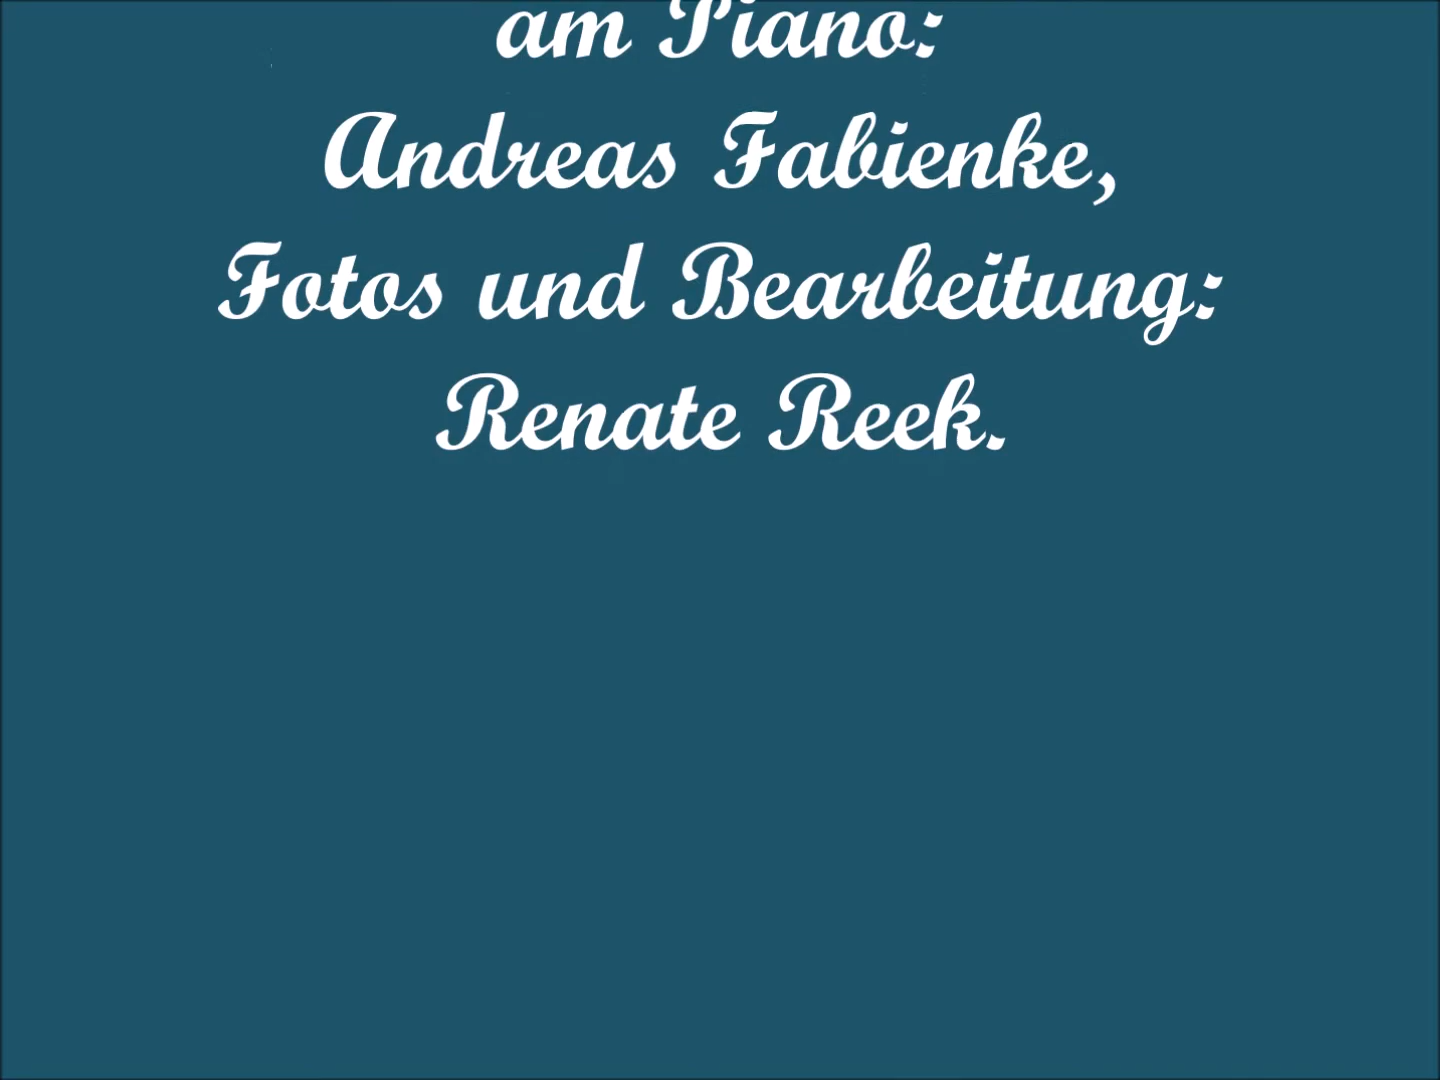 am Piano:
Andreas Fabienke,
Fotos und Bearbeitung:
Renate Reek.